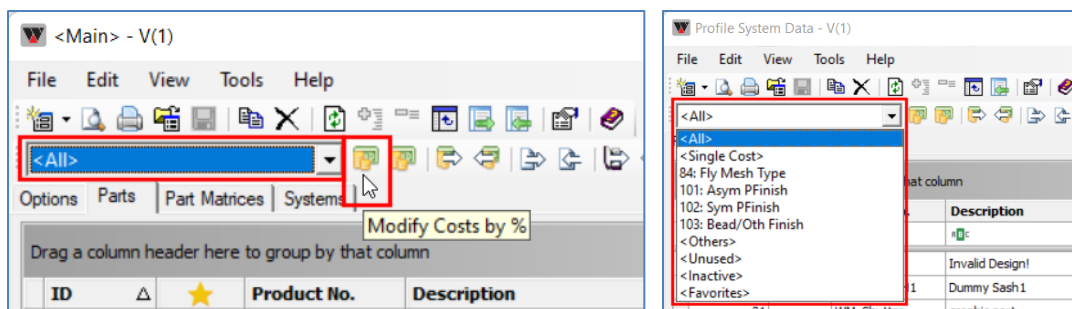 <Main> - V(1)
File Edit View Tools Help
<All>
Options Parts Part Matrices Systems
Modify Costs by %
Drag a column header here to group by that column
ID Product No. Description
Profile System Data - V(1)
File Edit View Tools Help
<All>
<All>
<Single Cost>
84: Fly Mesh Type
101: Asym PFinish
102: Sym PFinish
103: Bead/Oth Finish
<Others>
<Unused>
<Inactive>
<Favorites>
hat column
Description
Invalid Design!
Dummy Sash1